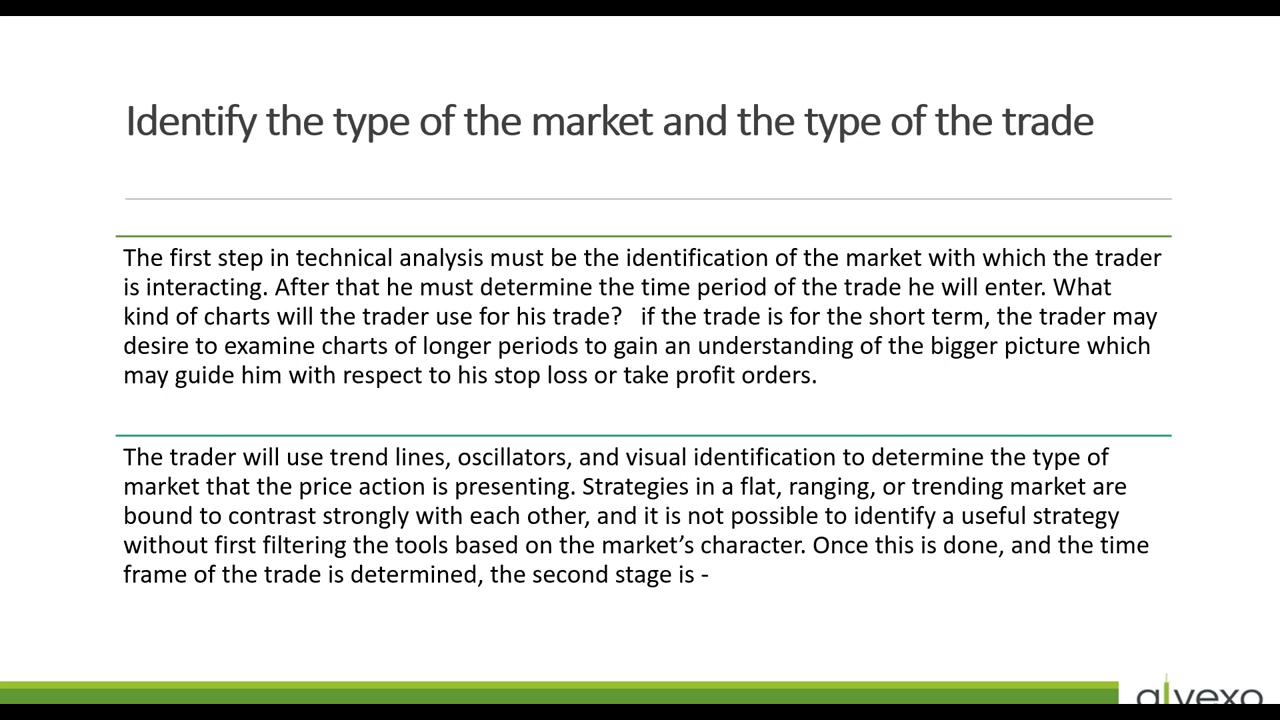 Identify the type of the market and the type of the trade
The first step in technical analysis must be the identification of the market with which the trader
is interacting. After that he must determine the time period of the trade he will enter. What
kind of charts will the trader use for his trade?   if the trade is for the short term, the trader may
desire to examine charts of longer periods to gain an understanding of the bigger picture which
may guide him with respect to his stop loss or take profit orders.
The trader will use trend lines, oscillators, and visual identification to determine the type of
market that the price action is presenting. Strategies in a flat, ranging, or trending market are
bound to contrast strongly with each other, and it is not possible to identify a useful strategy
without first filtering the tools based on the market’s character. Once this is done, and the time
frame of the trade is determined, the second stage is -
alvexo